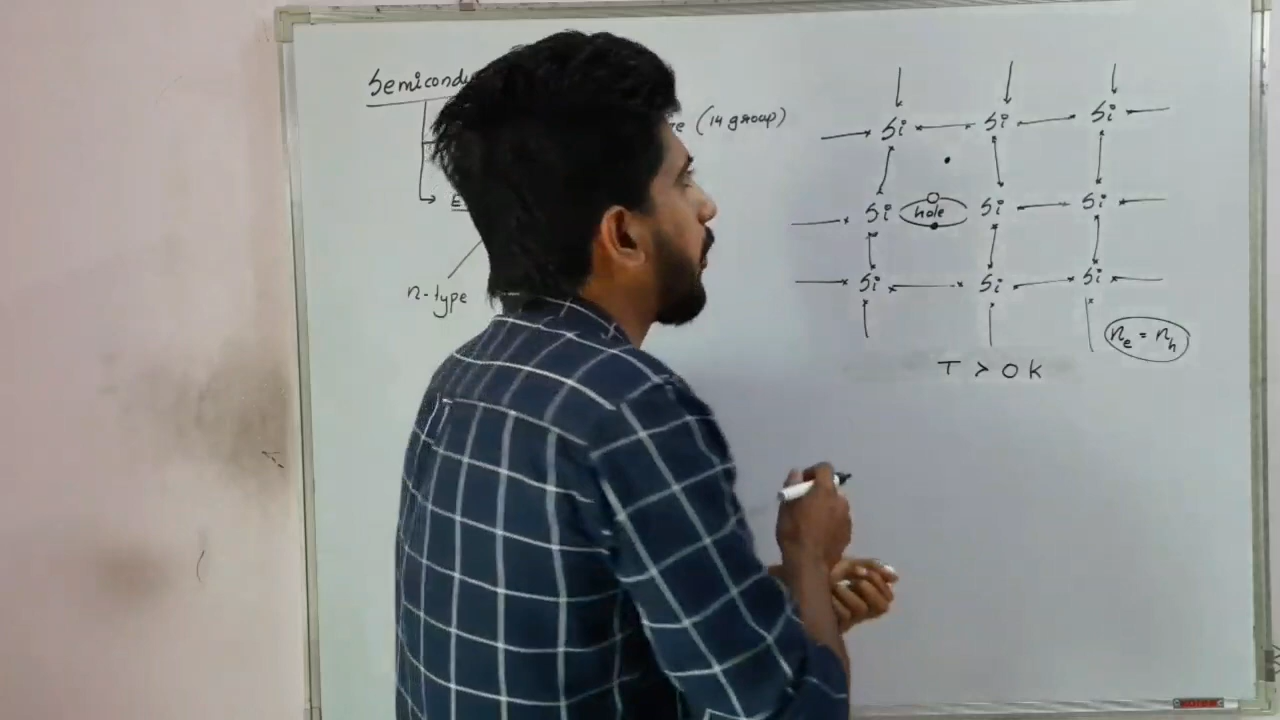 Semicondu
(14 group)
n-type
Si Si Si
Si hole Si Si
Si Si Si
ne = nh
T > 0 K